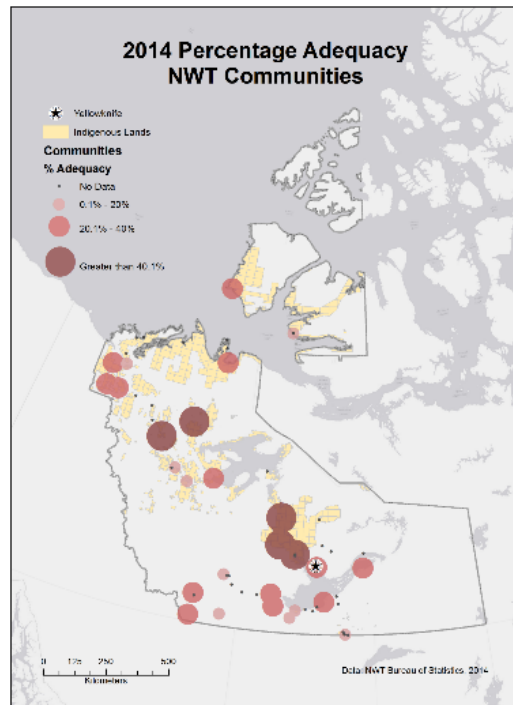 2014 Percentage Adequacy
NWT Communities
Yellowknife
Indigenous Lands
Communities
% Adequacy
No Data
0.1% - 20%
20.1% - 40%
Greater than 40.1%
0 125 250 500
Kilometers
Data: NWT Bureau of Statistics, 2014